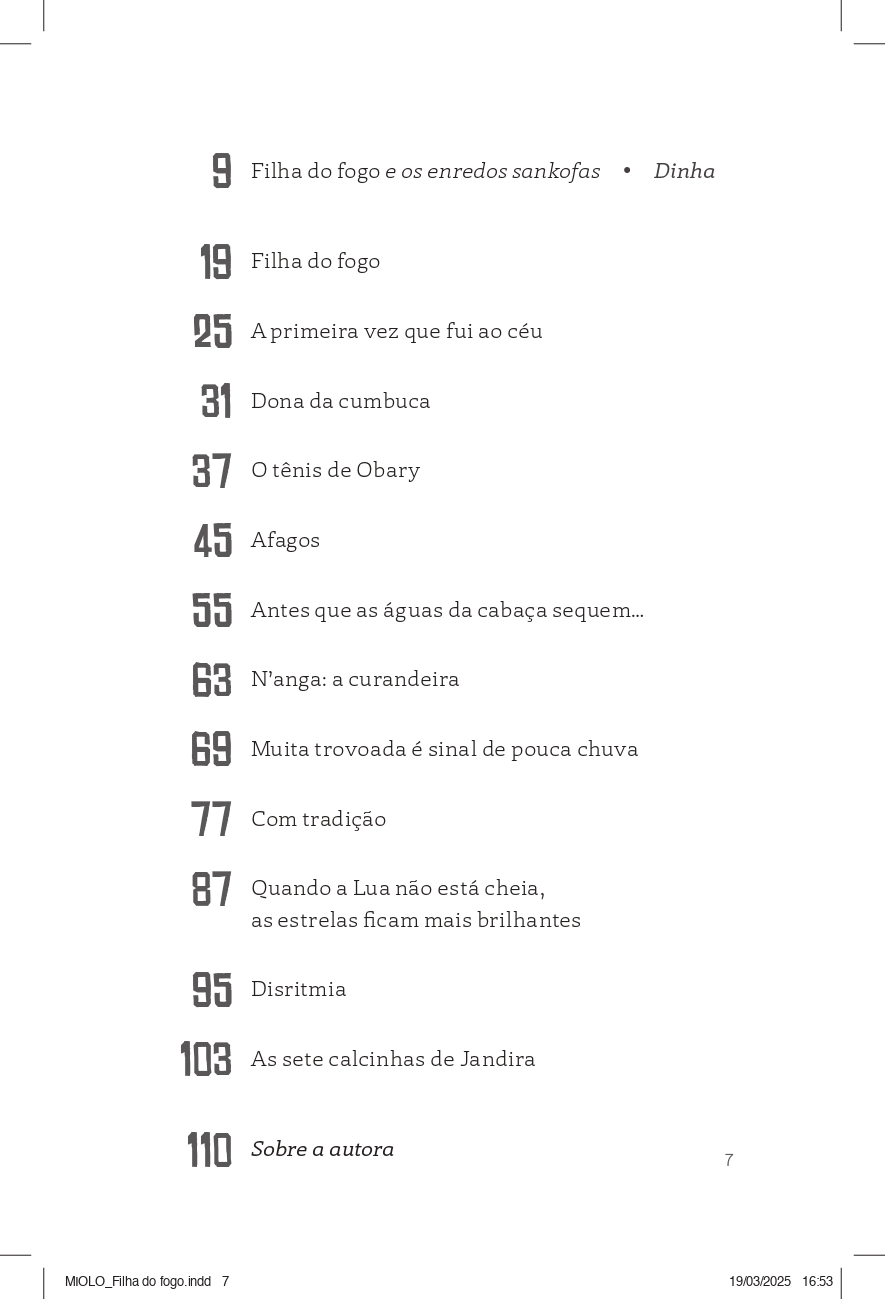 9 Filha do fogo e os enredos sankofas • Dinha
19 Filha do fogo
25 A primeira vez que fui ao céu
31 Dona da cumbuca
37 O tênis de Obary
45 Afagos
55 Antes que as águas da cabaça sequem...
63 N’anga: a curandeira
69 Muita trovoada é sinal de pouca chuva
77 Com tradição
87 Quando a Lua não está cheia,
as estrelas ficam mais brilhantes
95 Disritmia
103 As sete calcinhas de Jandira
110 Sobre a autora
7
MIOLO_Filha do fogo.indd 7 19/03/2025 16:53